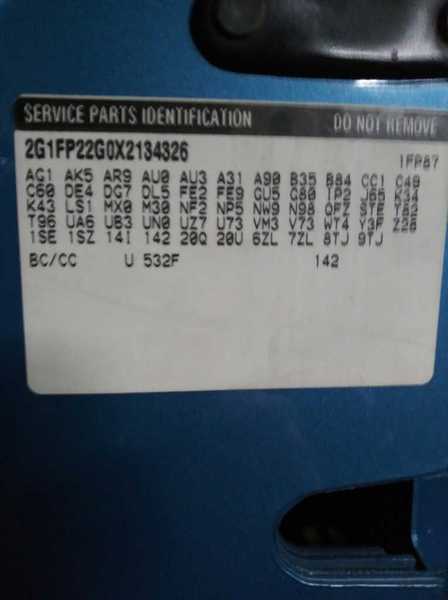 SERVICE PARTS IDENTIFICATION DO NOT REMOVE
2G1FP22G0X2134326
1FP87
AG1 AK5 AR9 AU0 AU3 A31 A90 B35 B84 CC1 C49
C60 DE4 DG7 DL5 FE2 FE9 GU5 G80 TP2 J65 K34
K43 LS1 MX0 M30 NF2 NP5 NW9 N98 QFZ STE T82
T96 UA6 UB3 UN0 UZ7 U73 VM3 V73 WT4 Y3F Z28
1SE 1SZ 14I 142 20Q 20U 6ZL 7ZL 8TJ 9TJ
BC/CC U 532F 142